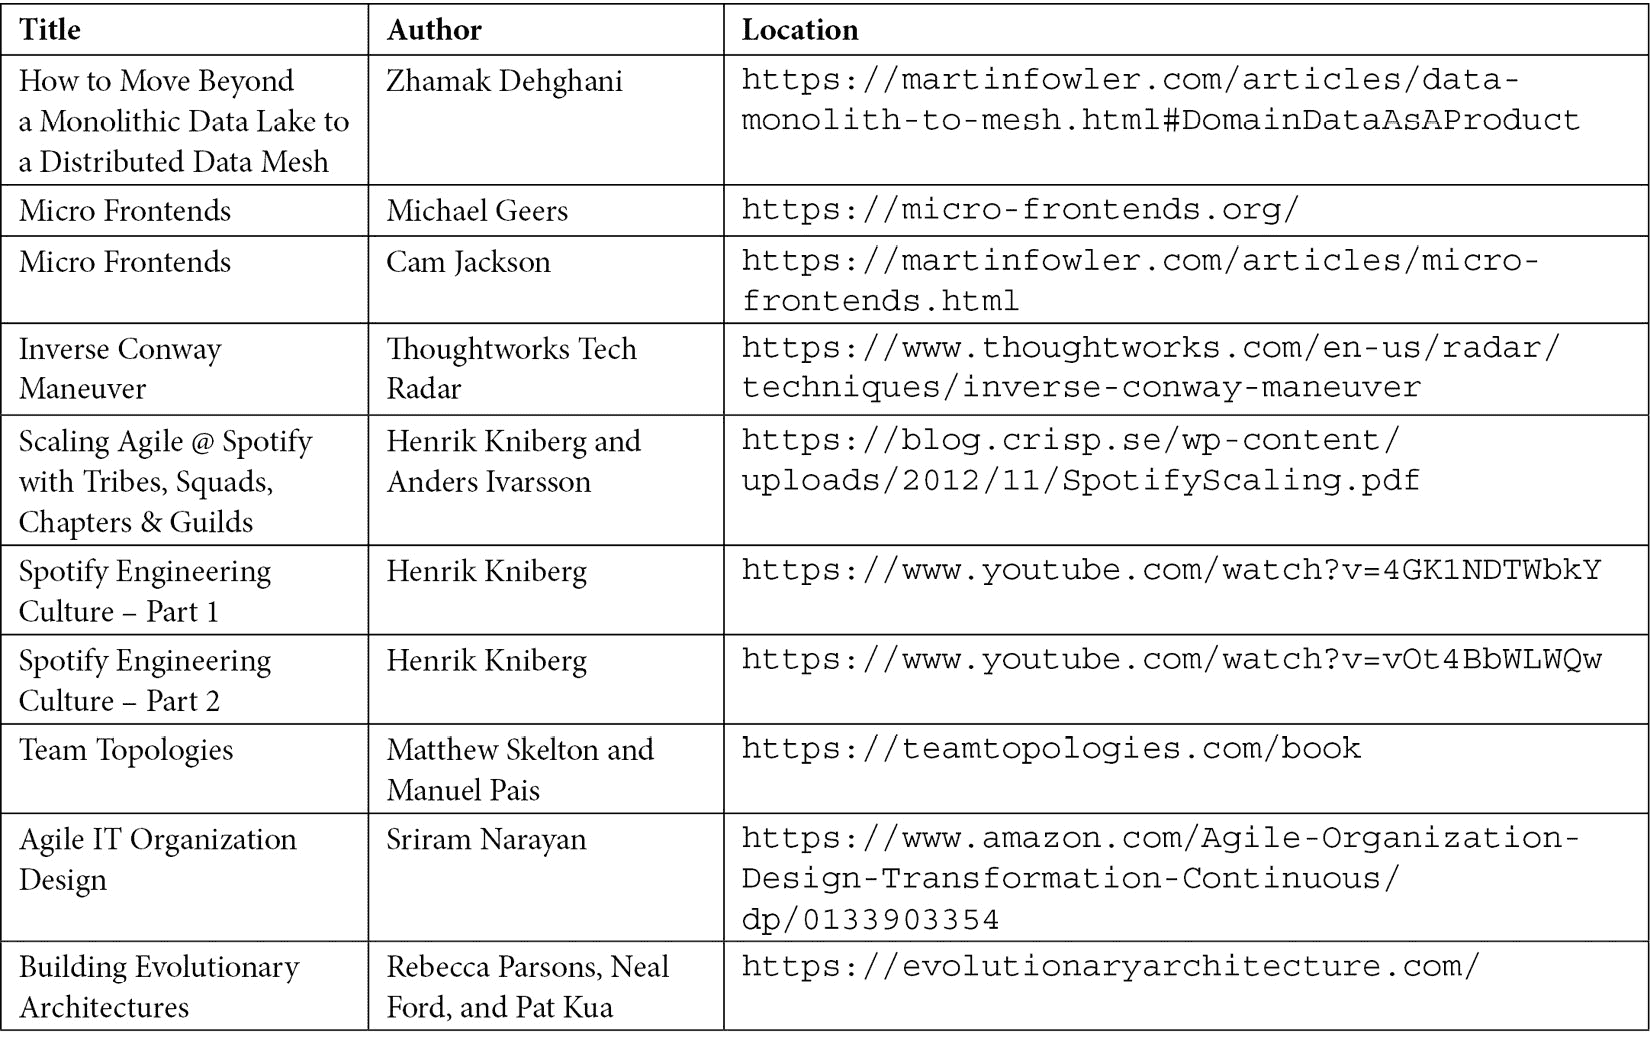 Title Author Location
How to Move Beyond Zhamak Dehghani https://martinfowler.com/articles/data-
a Monolithic Data Lake to monolith-to-mesh.html#DomainDataAsAProduct
a Distributed Data Mesh
Micro Frontends Michael Geers https://micro-frontends.org/
Micro Frontends Cam Jackson https://martinfowler.com/articles/micro-
frontends.html
Inverse Conway Thoughtworks Tech https://www.thoughtworks.com/en-us/radar/
Maneuver Radar techniques/inverse-conway-maneuver
Scaling Agile @ Spotify Henrik Kniberg and https://blog.crisp.se/wp-content/
with Tribes, Squads, Anders Ivarsson uploads/2012/11/SpotifyScaling.pdf
Chapters & Guilds
Spotify Engineering Henrik Kniberg https://www.youtube.com/watch?v=4GK1NDTWbkY
Culture – Part 1
Spotify Engineering Henrik Kniberg https://www.youtube.com/watch?v=vOt4BbWLWQw
Culture – Part 2
Team Topologies Matthew Skelton and https://teamtopologies.com/book
Manuel Pais
Agile IT Organization Sriram Narayan https://www.amazon.com/Agile-Organization-
Design Design-Transformation-Continuous/
dp/0133903354
Building Evolutionary Rebecca Parsons, Neal https://evolutionaryarchitecture.com/
Architectures Ford, and Pat Kua